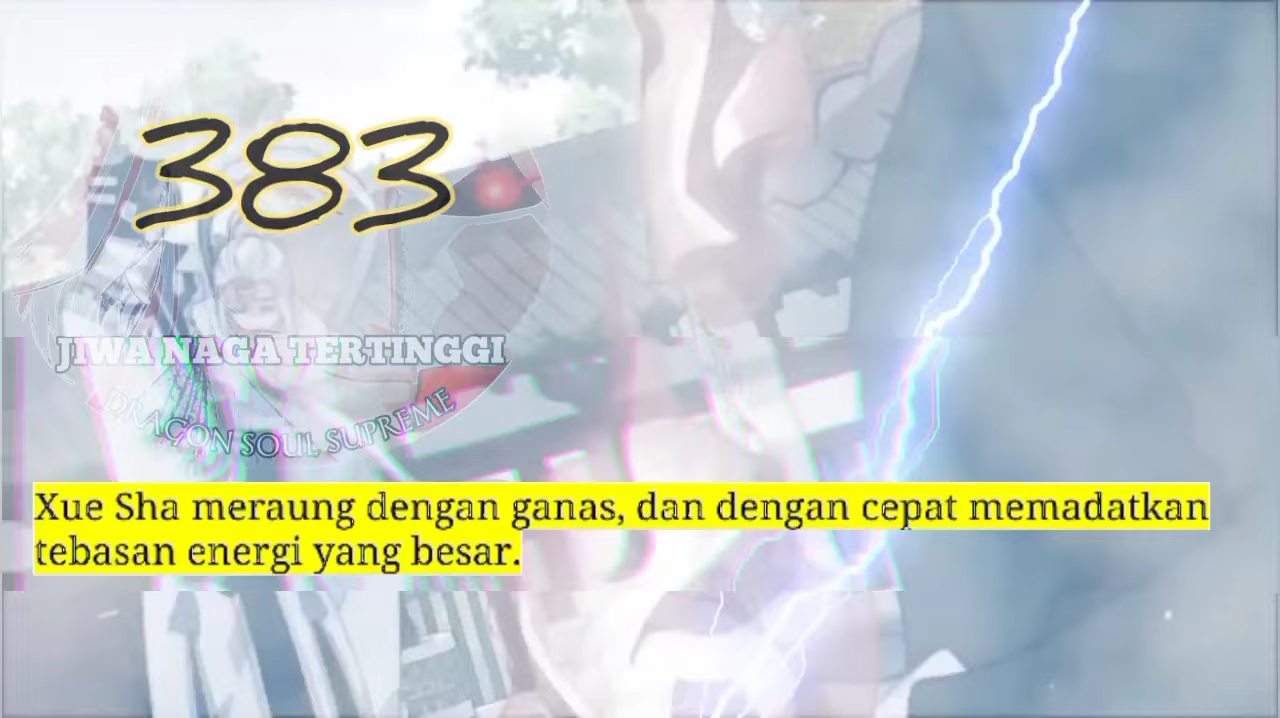 383
JIWA NAGA TERTINGGI
DRAGON SOUL SUPREME
Xue Sha meraung dengan ganas, dan dengan cepat memadatkan
tebasan energi yang besar.